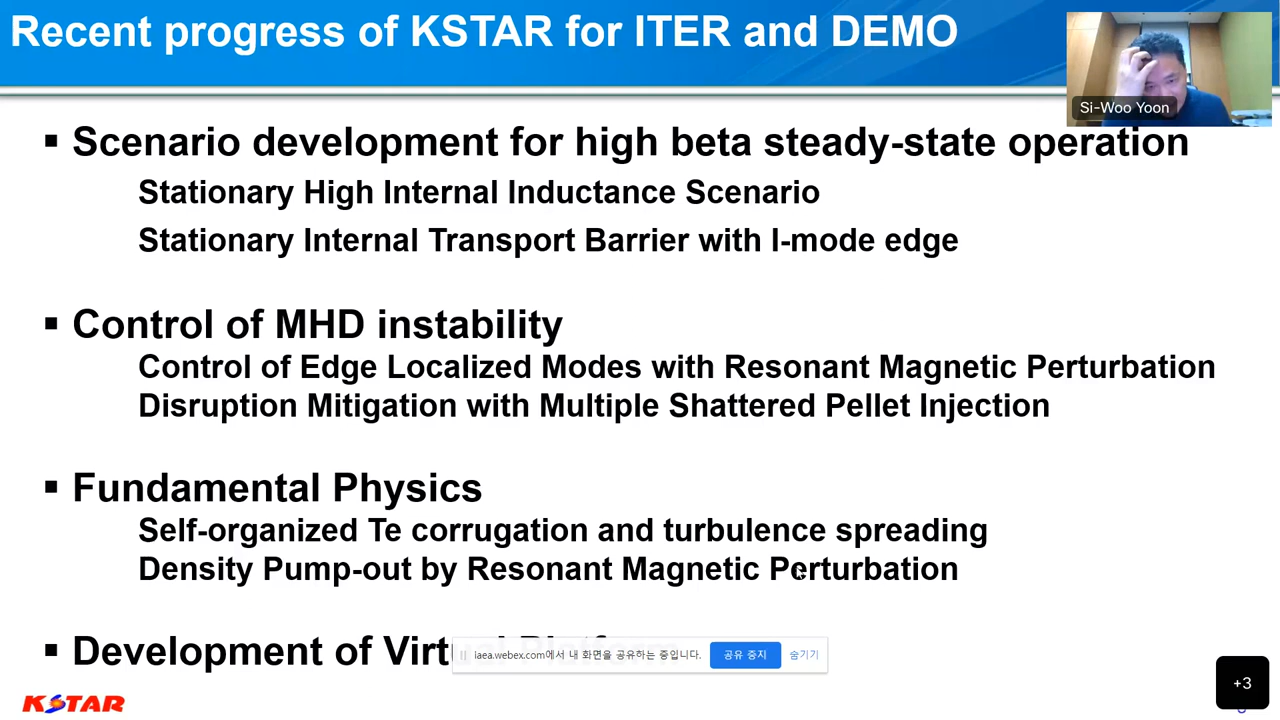 Recent progress of KSTAR for ITER and DEMO
Si-Woo Yoon
▪ Scenario development for high beta steady-state operation
Stationary High Internal Inductance Scenario
Stationary Internal Transport Barrier with I-mode edge
▪ Control of MHD instability
Control of Edge Localized Modes with Resonant Magnetic Perturbation
Disruption Mitigation with Multiple Shattered Pellet Injection
▪ Fundamental Physics
Self-organized Te corrugation and turbulence spreading
Density Pump-out by Resonant Magnetic Perturbation
▪ Development of
iaea.webex.com에서 내 화면을 공유하는 중입니다. 공유 중지 숨기기
+3
KSTAR